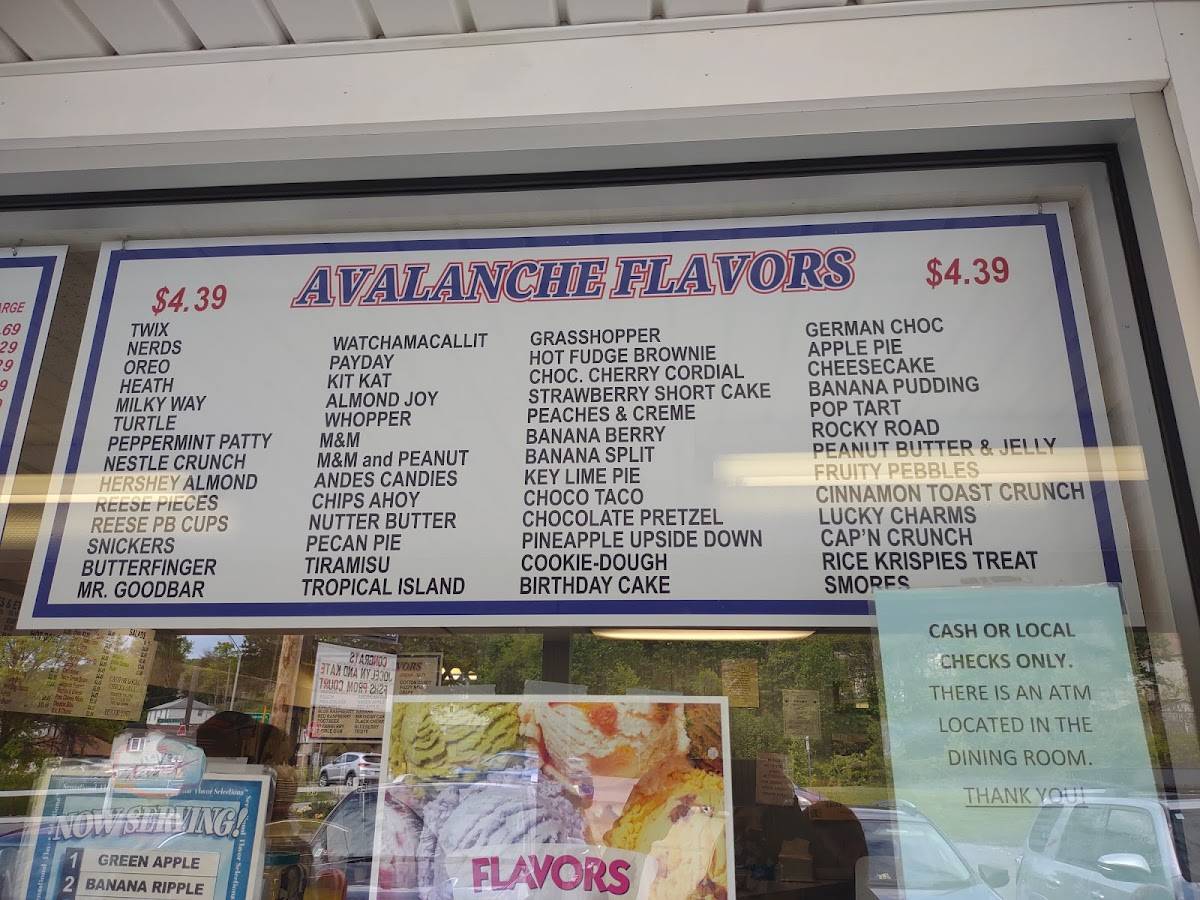 AVALANCHE FLAVORS
$4.39
$4.39
TWIX
NERDS
OREO
HEATH
MILKY WAY
TURTLE
PEPPERMINT PATTY
NESTLE CRUNCH
HERSHEY ALMOND
REESE PIECES
REESE PB CUPS
SNICKERS
BUTTERFINGER
MR. GOODBAR
WATCHAMACALLIT
PAYDAY
KIT KAT
ALMOND JOY
WHOPPER
M&M
M&M and PEANUT
ANDES CANDIES
CHIPS AHOY
NUTTER BUTTER
PECAN PIE
TIRAMISU
TROPICAL ISLAND
GRASSHOPPER
HOT FUDGE BROWNIE
CHOC. CHERRY CORDIAL
STRAWBERRY SHORT CAKE
PEACHES & CREME
BANANA BERRY
BANANA SPLIT
KEY LIME PIE
CHOCO TACO
CHOCOLATE PRETZEL
PINEAPPLE UPSIDE DOWN
COOKIE-DOUGH
BIRTHDAY CAKE
GERMAN CHOC
APPLE PIE
CHEESECAKE
BANANA PUDDING
POP TART
ROCKY ROAD
PEANUT BUTTER & JELLY
FRUITY PEBBLES
CINNAMON TOAST CRUNCH
LUCKY CHARMS
CAP'N CRUNCH
RICE KRISPIES TREAT
SMORES
CASH OR LOCAL
CHECKS ONLY.
THERE IS AN ATM
LOCATED IN THE
DINING ROOM.
THANK YOU!
CONGRATS
JOCELYN AND KATE
NOW SERVING!
1 GREEN APPLE
2 BANANA RIPPLE
FLAVORS